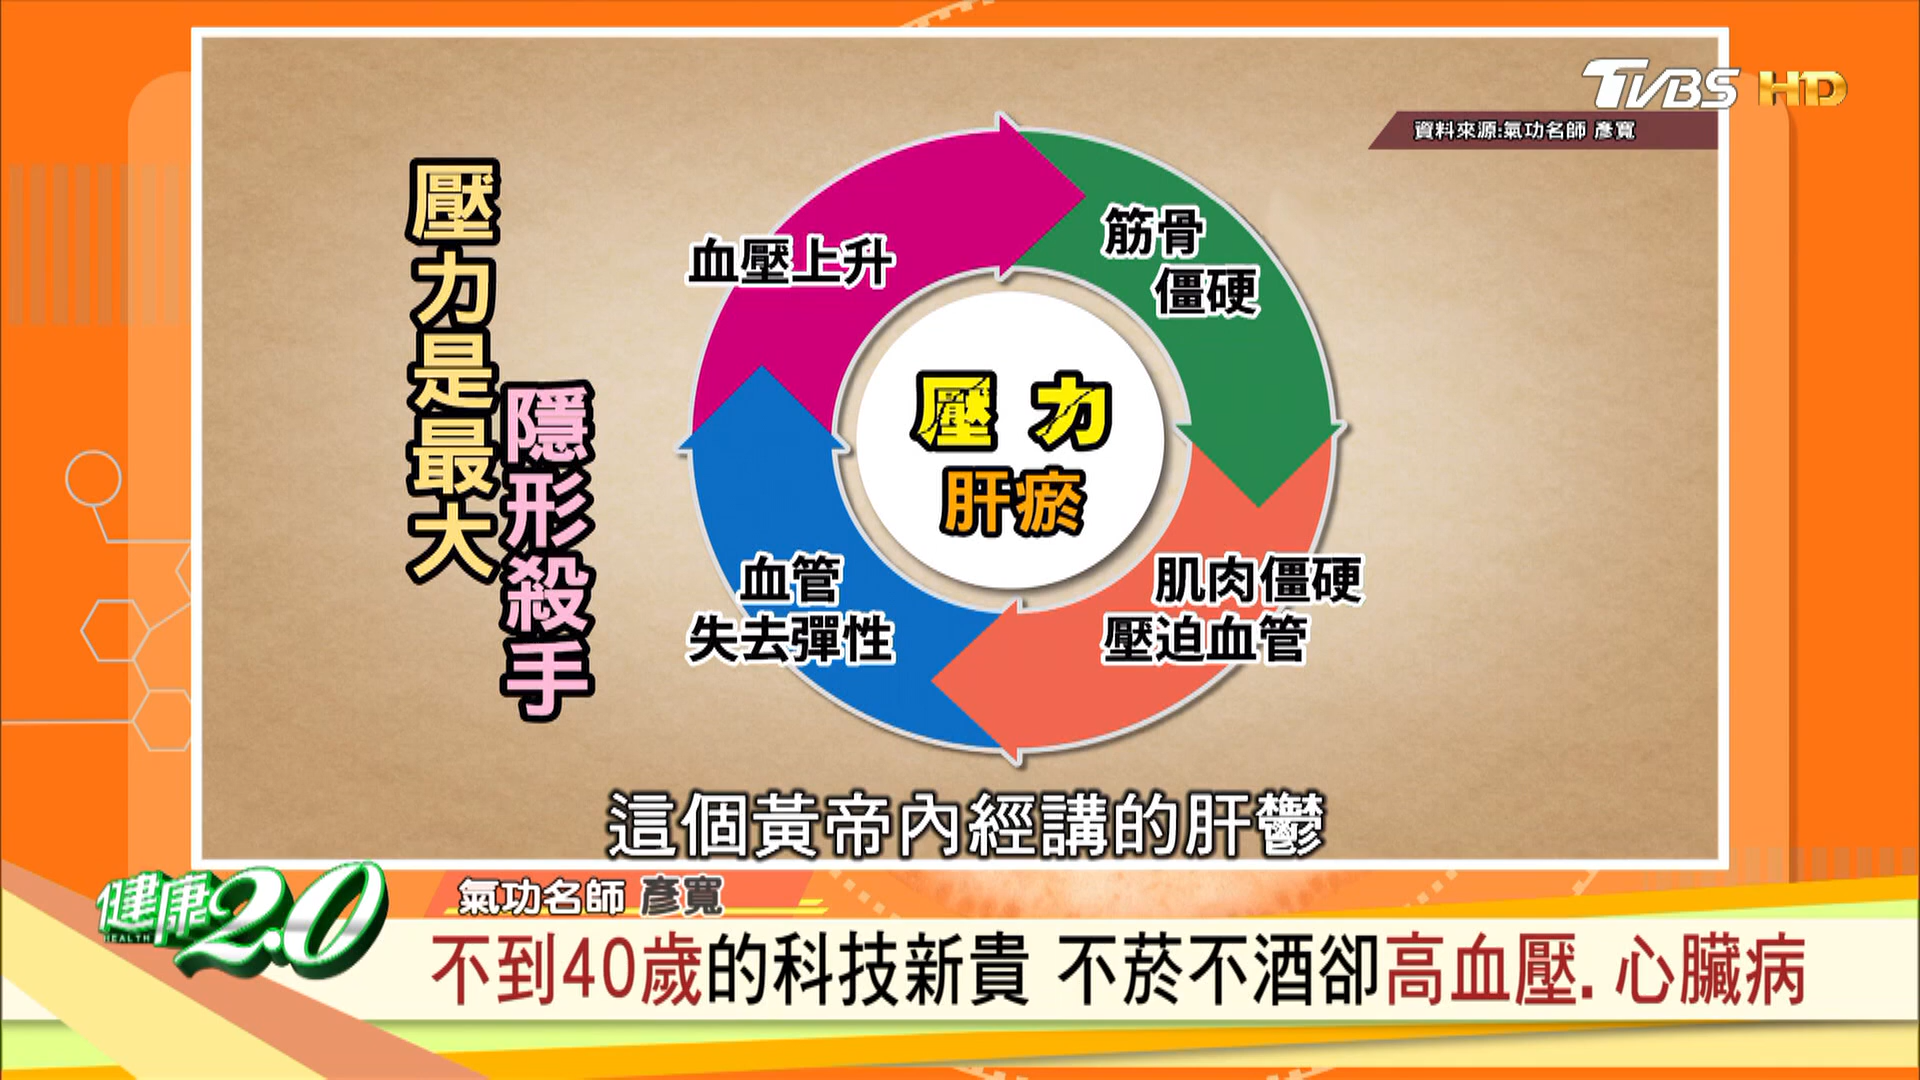 TVBS HD
資料來源:氣功名師 彥寬
壓力是最大
隱形殺手
血壓上升
筋骨
僵硬
壓 力
肝瘀
血管
失去彈性
肌肉僵硬
壓迫血管
這個黃帝內經講的肝鬱
健康2.0
HEALTH
氣功名師 彥寬
不到40歲的科技新貴 不菸不酒卻高血壓.心臟病